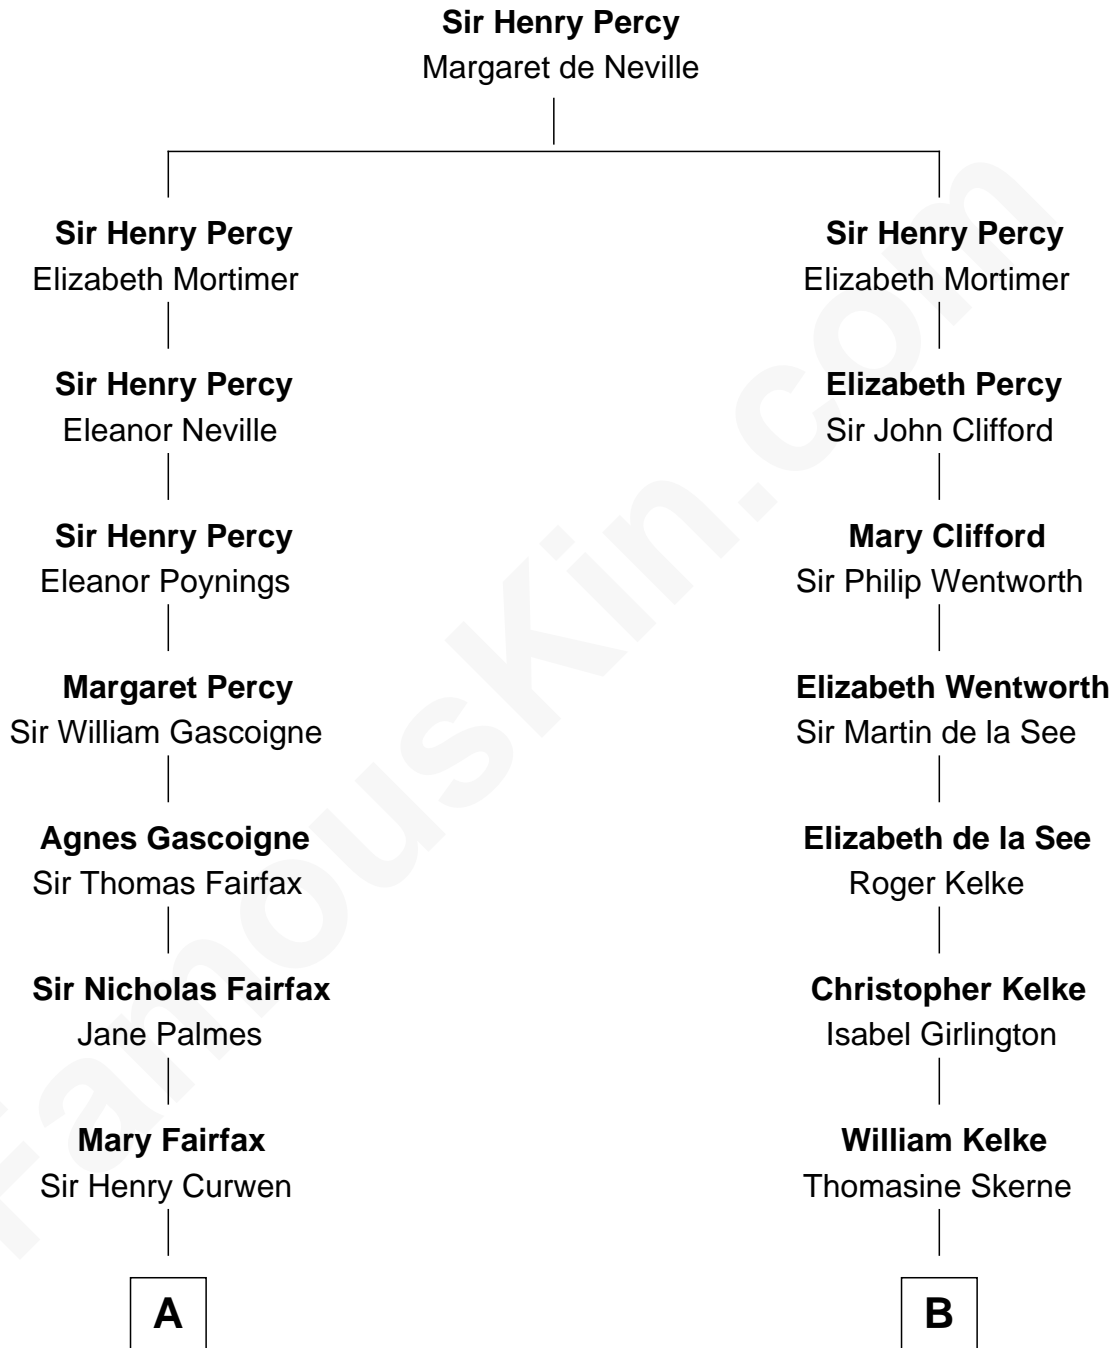 Sir Henry Percy
Margaret de Neville
Sir Henry Percy
Elizabeth Mortimer
Sir Henry Percy
Eleanor Neville
Sir Henry Percy
Eleanor Poynings
Margaret Percy
Sir William Gascoigne
Agnes Gascoigne
Sir Thomas Fairfax
Sir Nicholas Fairfax
Jane Palmes
Mary Fairfax
Sir Henry Curwen
A
Sir Henry Percy
Elizabeth Mortimer
Elizabeth Percy
Sir John Clifford
Mary Clifford
Sir Philip Wentworth
Elizabeth Wentworth
Sir Martin de la See
Elizabeth de la See
Roger Kelke
Christopher Kelke
Isabel Girlington
William Kelke
Thomasine Skerne
B
FamousKin.com